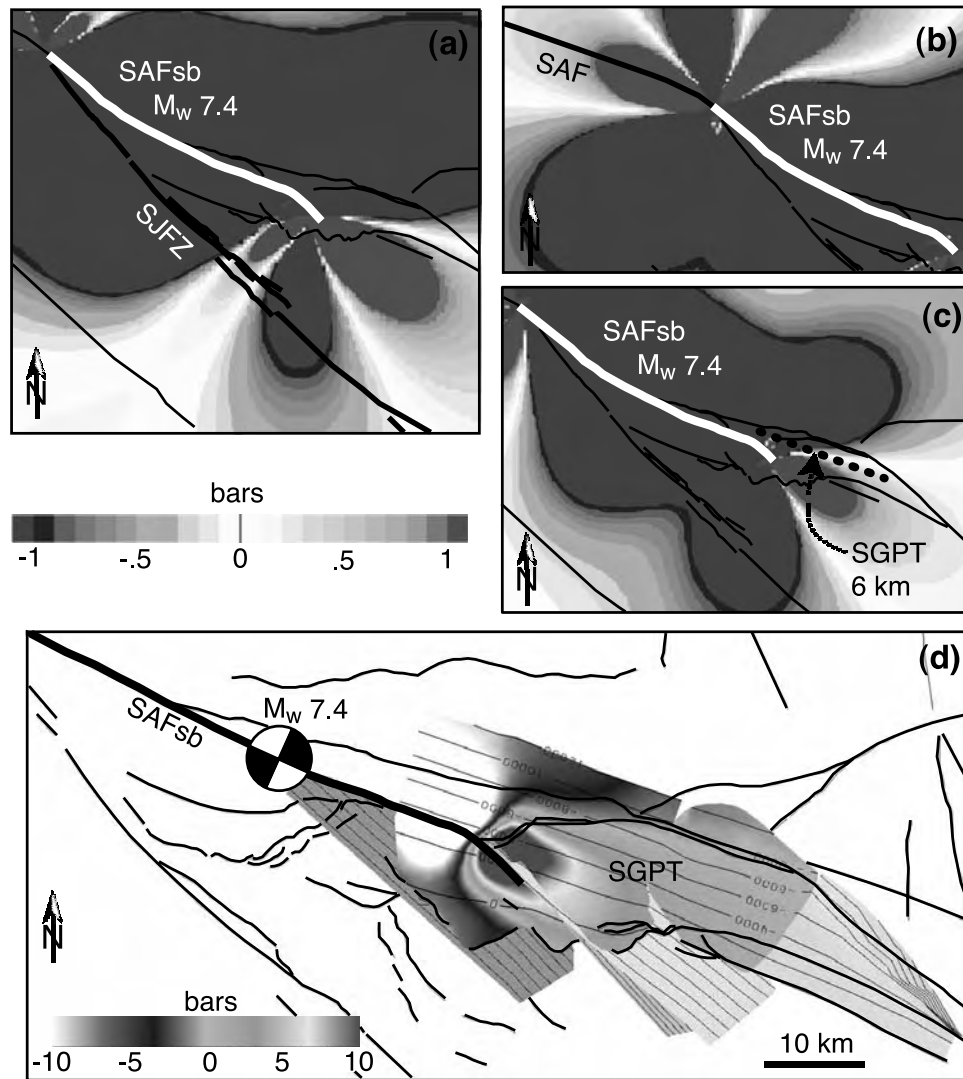 (a)
SAFsb
Mw 7.4
SJFZ
N
(b)
SAF
SAFsb
Mw 7.4
N
(c)
SAFsb
Mw 7.4
SGPT
6 km
N
bars
-1 -.5 0 .5 1
(d)
Mw 7.4
SAFsb
SGPT
N
bars
-10 -5 0 5 10
10 km